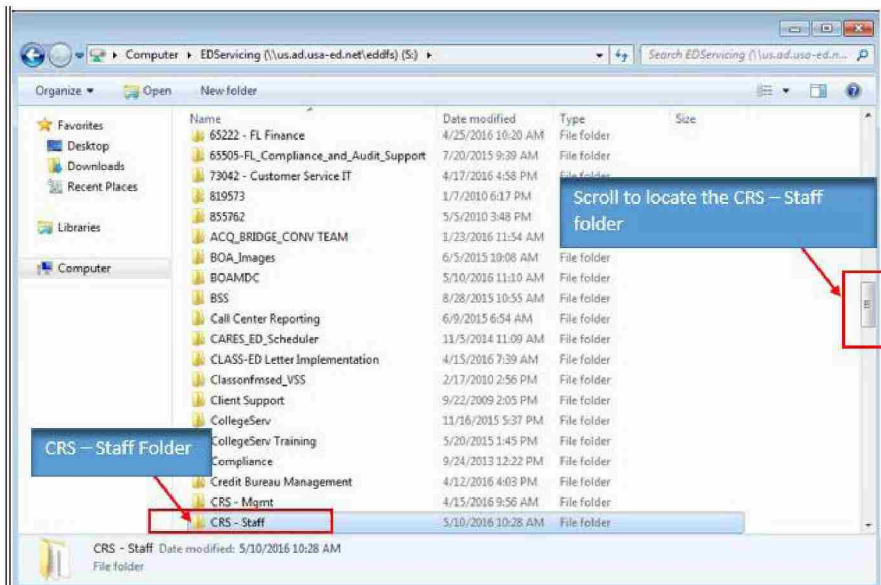 Computer ▸ EDServicing (\\us.ad.usa-ed.net\eddfs) (S:) ▸
Search EDServicing (\\us.ad.usa-ed.n...
Organize ▾ Open New folder
Favorites
Desktop
Downloads
Recent Places
Libraries
Computer
Name Date modified Type Size
65222 - FL Finance 4/25/2016 10:20 AM File folder
65505-FL_Compliance_and_Audit_Support 7/20/2015 9:39 AM File folder
73042 - Customer Service IT 4/17/2016 4:58 PM File folder
819573 1/7/2010 6:17 PM
855762 5/5/2010 3:48 PM
ACQ_BRIDGE_CONV TEAM 1/23/2016 11:54 AM
BOA_Images 6/5/2015 10:08 AM File folder
BOAMDC 5/10/2016 11:10 AM File folder
BSS 8/28/2015 10:55 AM File folder
Call Center Reporting 6/9/2015 6:54 AM File folder
CARES_ED_Scheduler 11/5/2014 11:09 AM File folder
CLASS-ED Letter Implementation 4/15/2016 7:39 AM File folder
Classonfmsed_VSS 2/17/2010 2:56 PM File folder
Client Support 9/22/2009 2:05 PM File folder
CollegeServ 11/16/2015 5:37 PM File folder
CollegeServ Training 5/20/2015 1:45 PM File folder
Compliance 9/24/2013 12:22 PM File folder
Credit Bureau Management 4/12/2016 4:03 PM File folder
CRS - Mgmt 4/15/2016 9:56 AM File folder
CRS - Staff 5/10/2016 10:28 AM File folder
Scroll to locate the CRS – Staff
folder
CRS – Staff Folder
CRS - Staff Date modified: 5/10/2016 10:28 AM
File folder